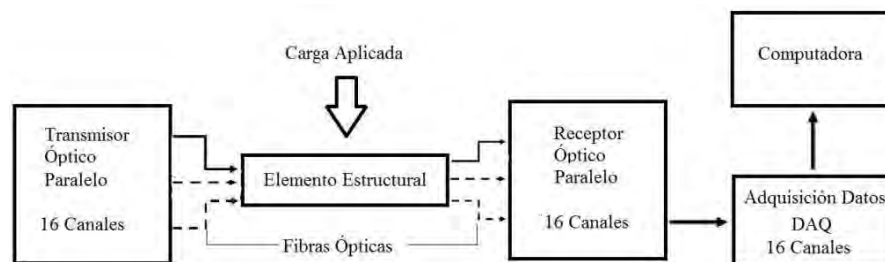 Carga Aplicada
Computadora
Transmisor
Óptico
Paralelo
16 Canales
Elemento Estructural
Fibras Ópticas
Receptor
Óptico
Paralelo
16 Canales
Adquisición Datos
DAQ
16 Canales